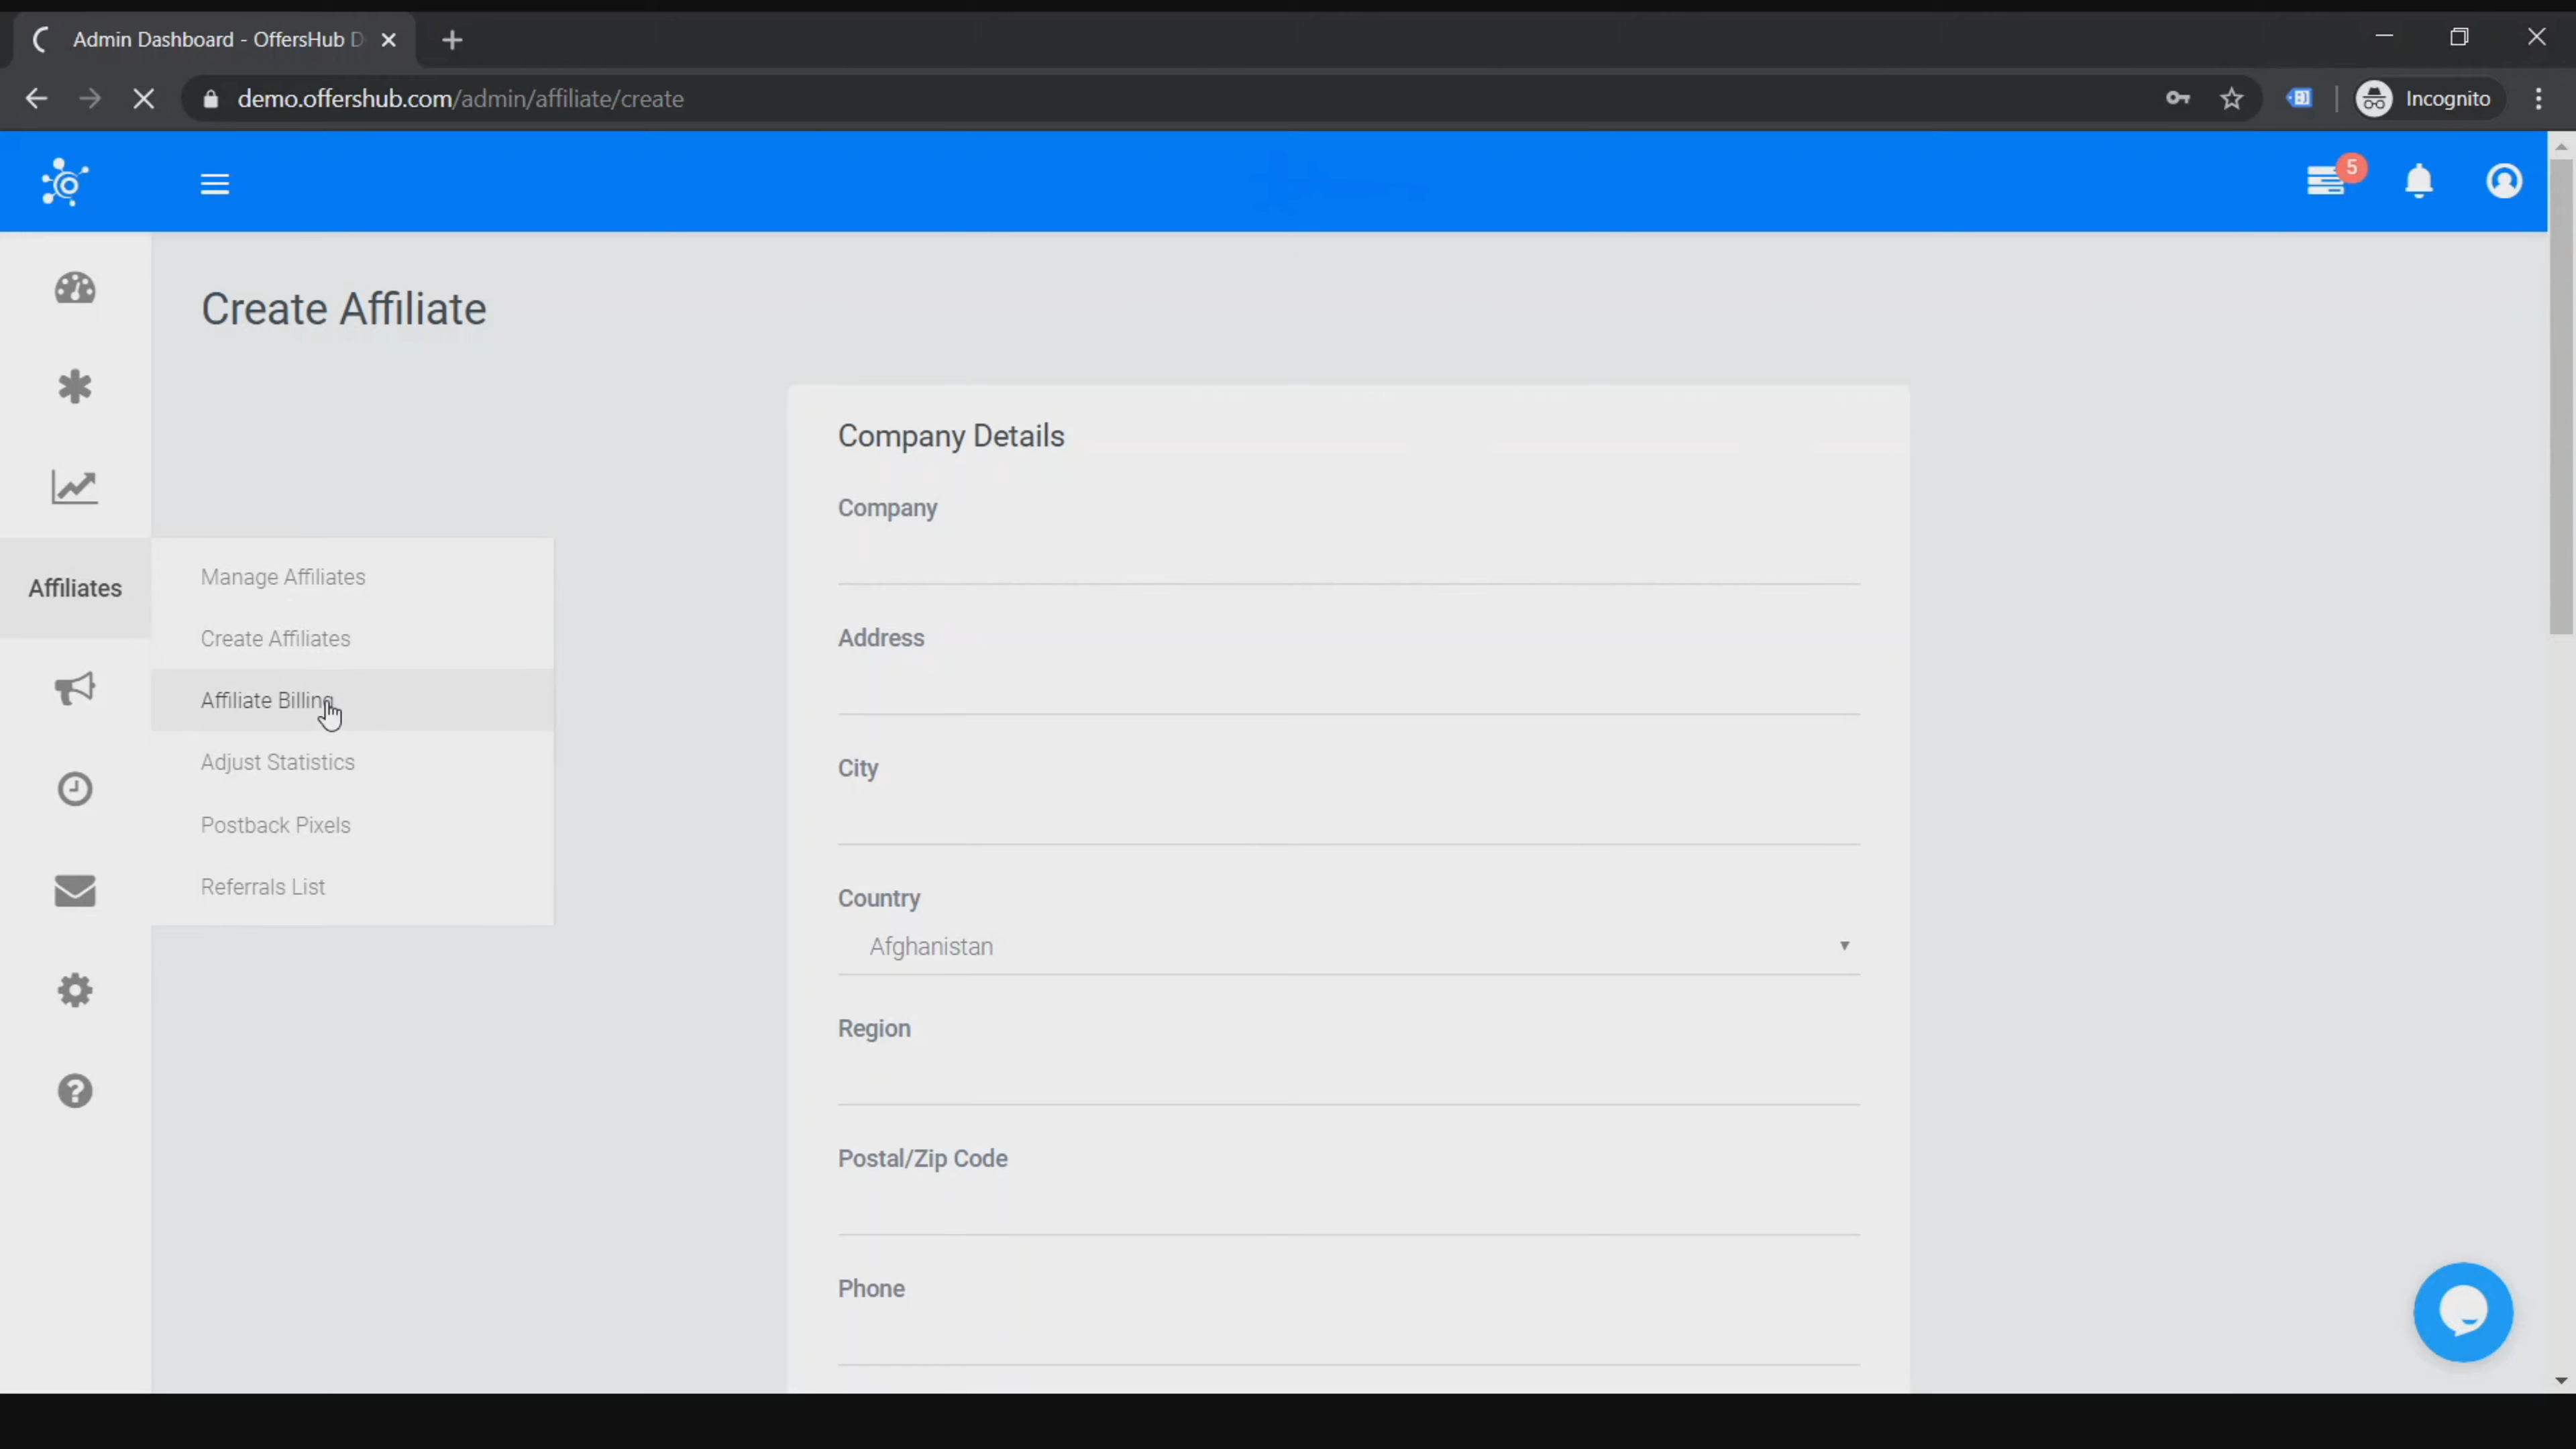 Admin Dashboard - OffersHub D
demo.offershub.com/admin/affiliate/create
Incognito
5
Create Affiliate
Company Details
Company
Address
City
Country
Afghanistan
Region
Postal/Zip Code
Phone
Affiliates
Manage Affiliates
Create Affiliates
Affiliate Billing
Adjust Statistics
Postback Pixels
Referrals List